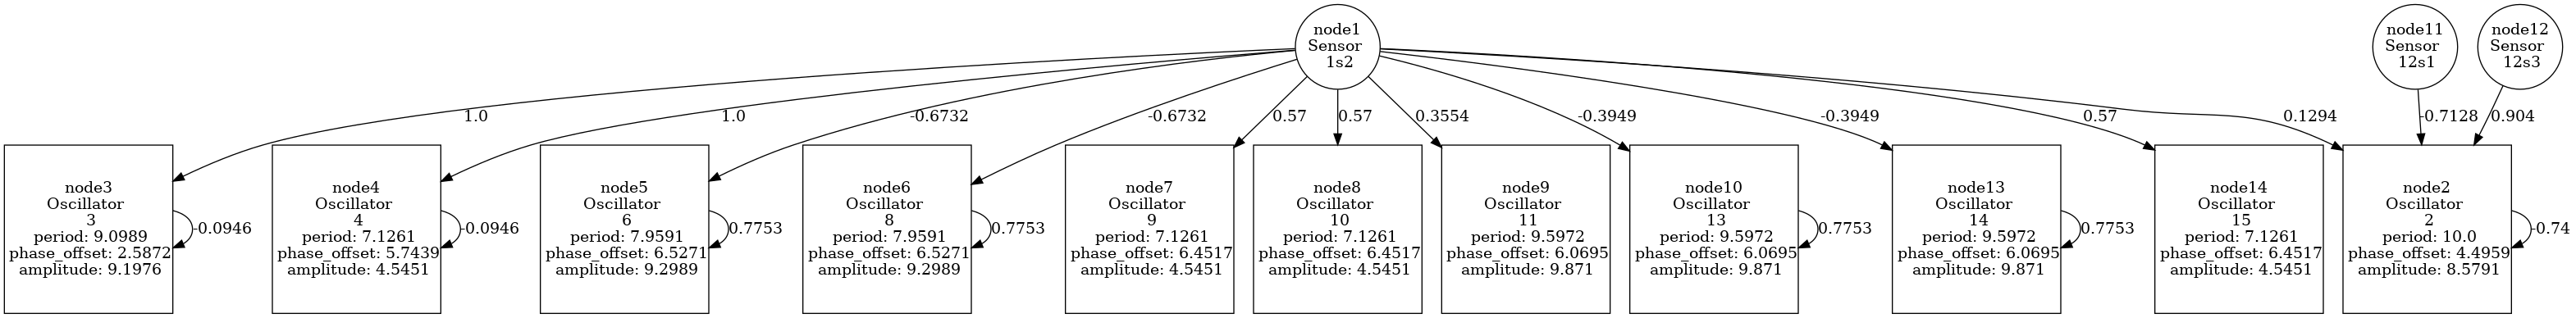 node1
Sensor
1s2
node11
Sensor
12s1
node12
Sensor
12s3
1.0
1.0
-0.6732
-0.6732
0.57
0.57
0.3554
-0.3949
-0.3949
0.57
0.1294
-0.7128
0.904
node3
Oscillator
3
period: 9.0989
phase_offset: 2.5872
amplitude: 9.1976
-0.0946
node4
Oscillator
4
period: 7.1261
phase_offset: 5.7439
amplitude: 4.5451
-0.0946
node5
Oscillator
6
period: 7.9591
phase_offset: 6.5271
amplitude: 9.2989
0.7753
node6
Oscillator
8
period: 7.9591
phase_offset: 6.5271
amplitude: 9.2989
0.7753
node7
Oscillator
9
period: 7.1261
phase_offset: 6.4517
amplitude: 4.5451
node8
Oscillator
10
period: 7.1261
phase_offset: 6.4517
amplitude: 4.5451
node9
Oscillator
11
period: 9.5972
phase_offset: 6.0695
amplitude: 9.871
node10
Oscillator
13
period: 9.5972
phase_offset: 6.0695
amplitude: 9.871
0.7753
node13
Oscillator
14
period: 9.5972
phase_offset: 6.0695
amplitude: 9.871
0.7753
node14
Oscillator
15
period: 7.1261
phase_offset: 6.4517
amplitude: 4.5451
node2
Oscillator
2
period: 10.0
phase_offset: 4.4959
amplitude: 8.5791
-0.74